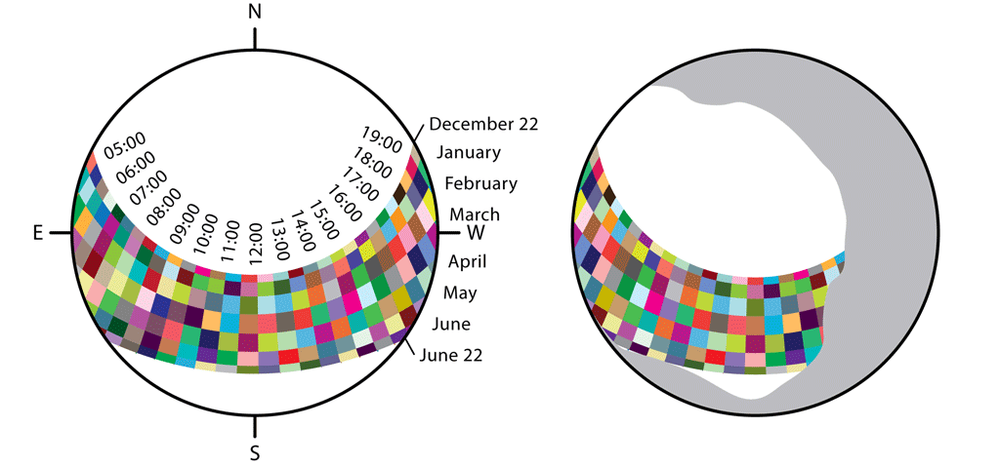 N
05:00
06:00
07:00
08:00
09:00
10:00
11:00
12:00
13:00
14:00
15:00
16:00
17:00
18:00
19:00
December 22
January
February
March
E
W
April
May
June
June 22
S